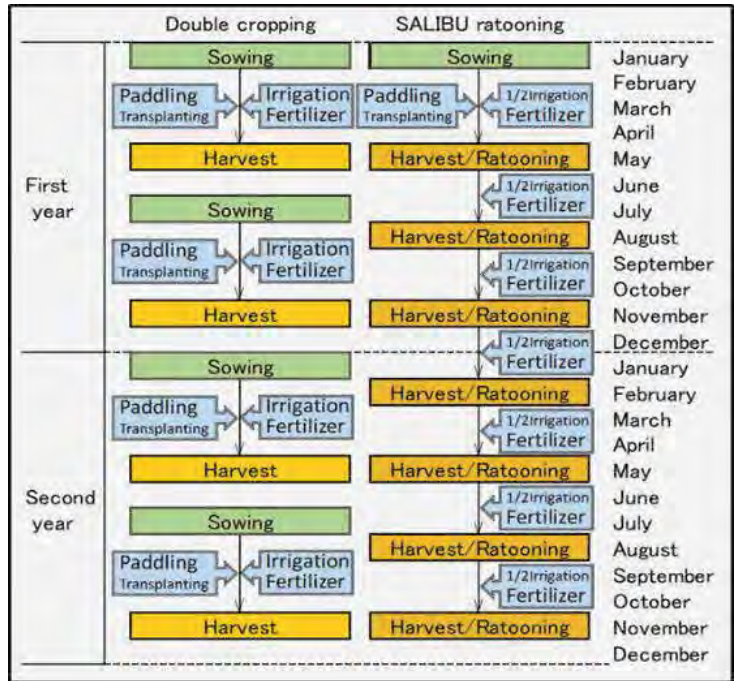 Double cropping
SALIBU ratooning
Sowing
Sowing
January
February
Paddling
Transplanting
Irrigation
Fertilizer
Paddling
Transplanting
1/2Irrigation
Fertilizer
March
April
Harvest
Harvest/Ratooning
May
First
year
1/2Irrigation
Fertilizer
June
July
Sowing
Harvest/Ratooning
August
Paddling
Transplanting
Irrigation
Fertilizer
1/2Irrigation
Fertilizer
September
October
Harvest
Harvest/Ratooning
November
1/2Irrigation
Fertilizer
December
Sowing
January
Harvest/Ratooning
February
Paddling
Transplanting
Irrigation
Fertilizer
1/2Irrigation
Fertilizer
March
April
Harvest
Harvest/Ratooning
May
Second
year
1/2Irrigation
Fertilizer
June
July
Sowing
Harvest/Ratooning
August
Paddling
Transplanting
Irrigation
Fertilizer
1/2Irrigation
Fertilizer
September
October
Harvest
Harvest/Ratooning
November
December